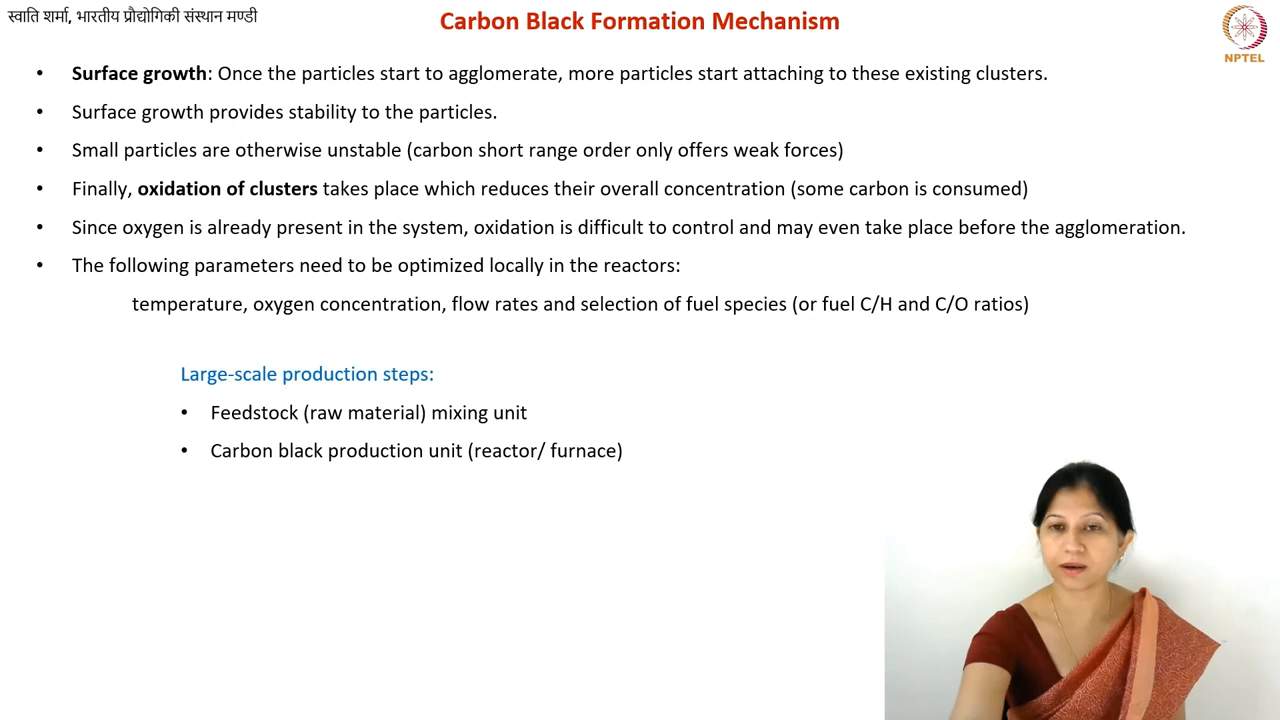 स्वाति शर्मा, भारतीय प्रौद्योगिकी संस्थान मण्डी
Carbon Black Formation Mechanism
NPTEL
• Surface growth: Once the particles start to agglomerate, more particles start attaching to these existing clusters.
• Surface growth provides stability to the particles.
• Small particles are otherwise unstable (carbon short range order only offers weak forces)
• Finally, oxidation of clusters takes place which reduces their overall concentration (some carbon is consumed)
• Since oxygen is already present in the system, oxidation is difficult to control and may even take place before the agglomeration.
• The following parameters need to be optimized locally in the reactors:
temperature, oxygen concentration, flow rates and selection of fuel species (or fuel C/H and C/O ratios)
Large-scale production steps:
• Feedstock (raw material) mixing unit
• Carbon black production unit (reactor/ furnace)